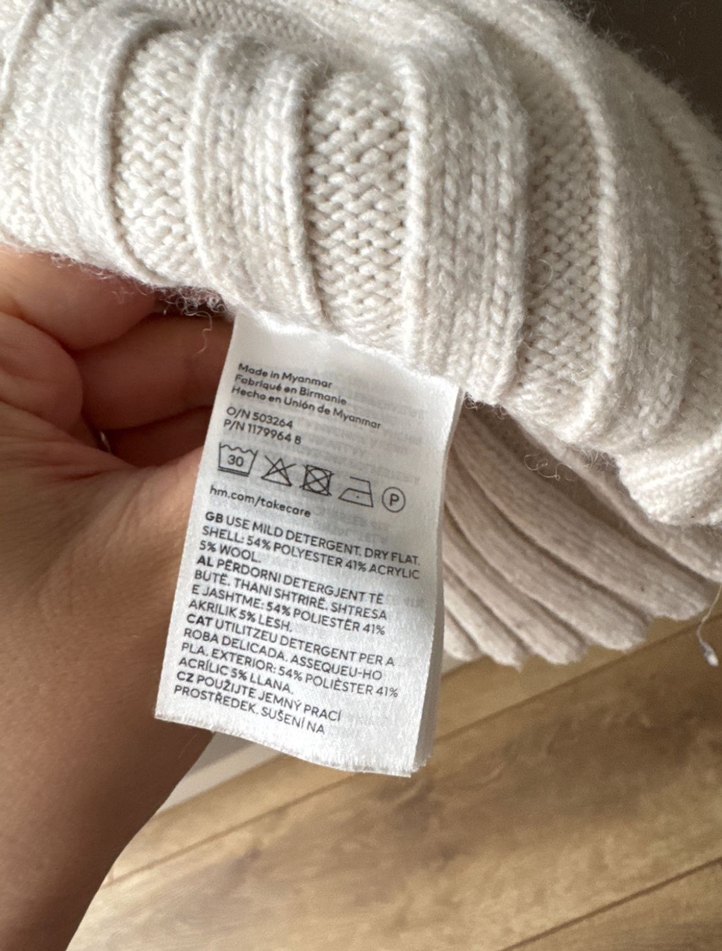 Made in Myanmar
Fabriqué en Birmanie
Hecho en Unión de Myanmar
O/N 503264
P/N 1179964 B
30
P
hm.com/takecare
GB USE MILD DETERGENT. DRY FLAT.
SHELL: 54% POLYESTER 41% ACRYLIC
5% WOOL.
AL PËRDORNI DETERGJENT TË
BUTË. THANI SHTRIRË. SHTRESA
E JASHTME: 54% POLIESTËR 41%
AKRILIK 5% LESH.
CAT UTILITZEU DETERGENT PER A
ROBA DELICADA. ASSEQUEU-HO
PLA. EXTERIOR: 54% POLIÈSTER 41%
ACRÍLIC 5% LLANA.
CZ POUŽIJTE JEMNÝ PRACÍ
PROSTŘEDEK. SUŠENÍ NA